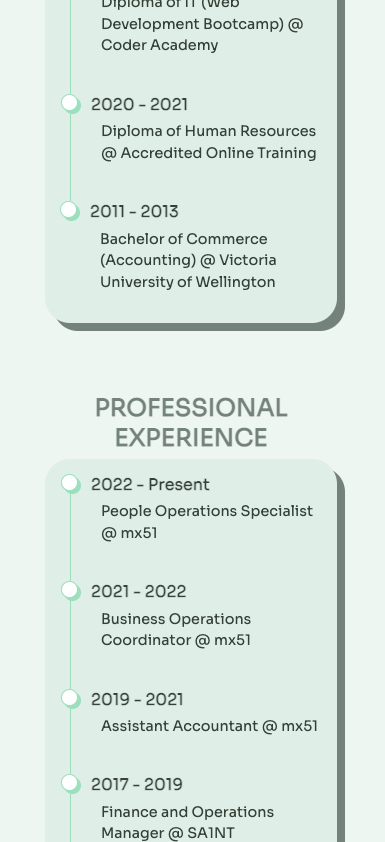 Diploma of IT (Web
Development Bootcamp) @
Coder Academy
2020 - 2021
Diploma of Human Resources
@ Accredited Online Training
2011 - 2013
Bachelor of Commerce
(Accounting) @ Victoria
University of Wellington
PROFESSIONAL
EXPERIENCE
2022 - Present
People Operations Specialist
@ mx51
2021 - 2022
Business Operations
Coordinator @ mx51
2019 - 2021
Assistant Accountant @ mx51
2017 - 2019
Finance and Operations
Manager @ SA1NT